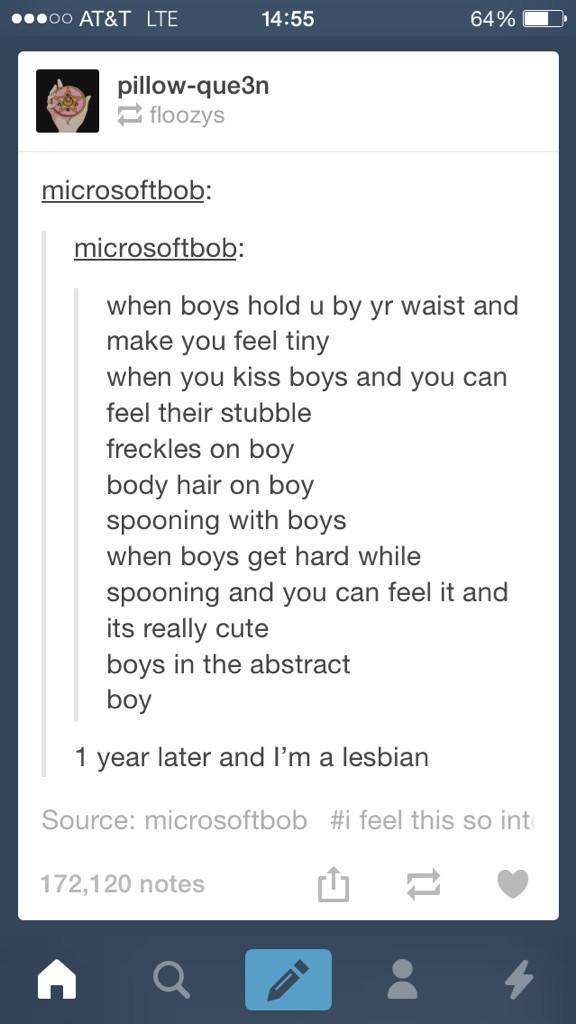 AT&T LTE 14:55 64%
pillow-que3n
floozys
microsoftbob:
microsoftbob:
when boys hold u by yr waist and
make you feel tiny
when you kiss boys and you can
feel their stubble
freckles on boy
body hair on boy
spooning with boys
when boys get hard while
spooning and you can feel it and
its really cute
boys in the abstract
boy
1 year later and I'm a lesbian
Source: microsoftbob #i feel this so
172,120 notes